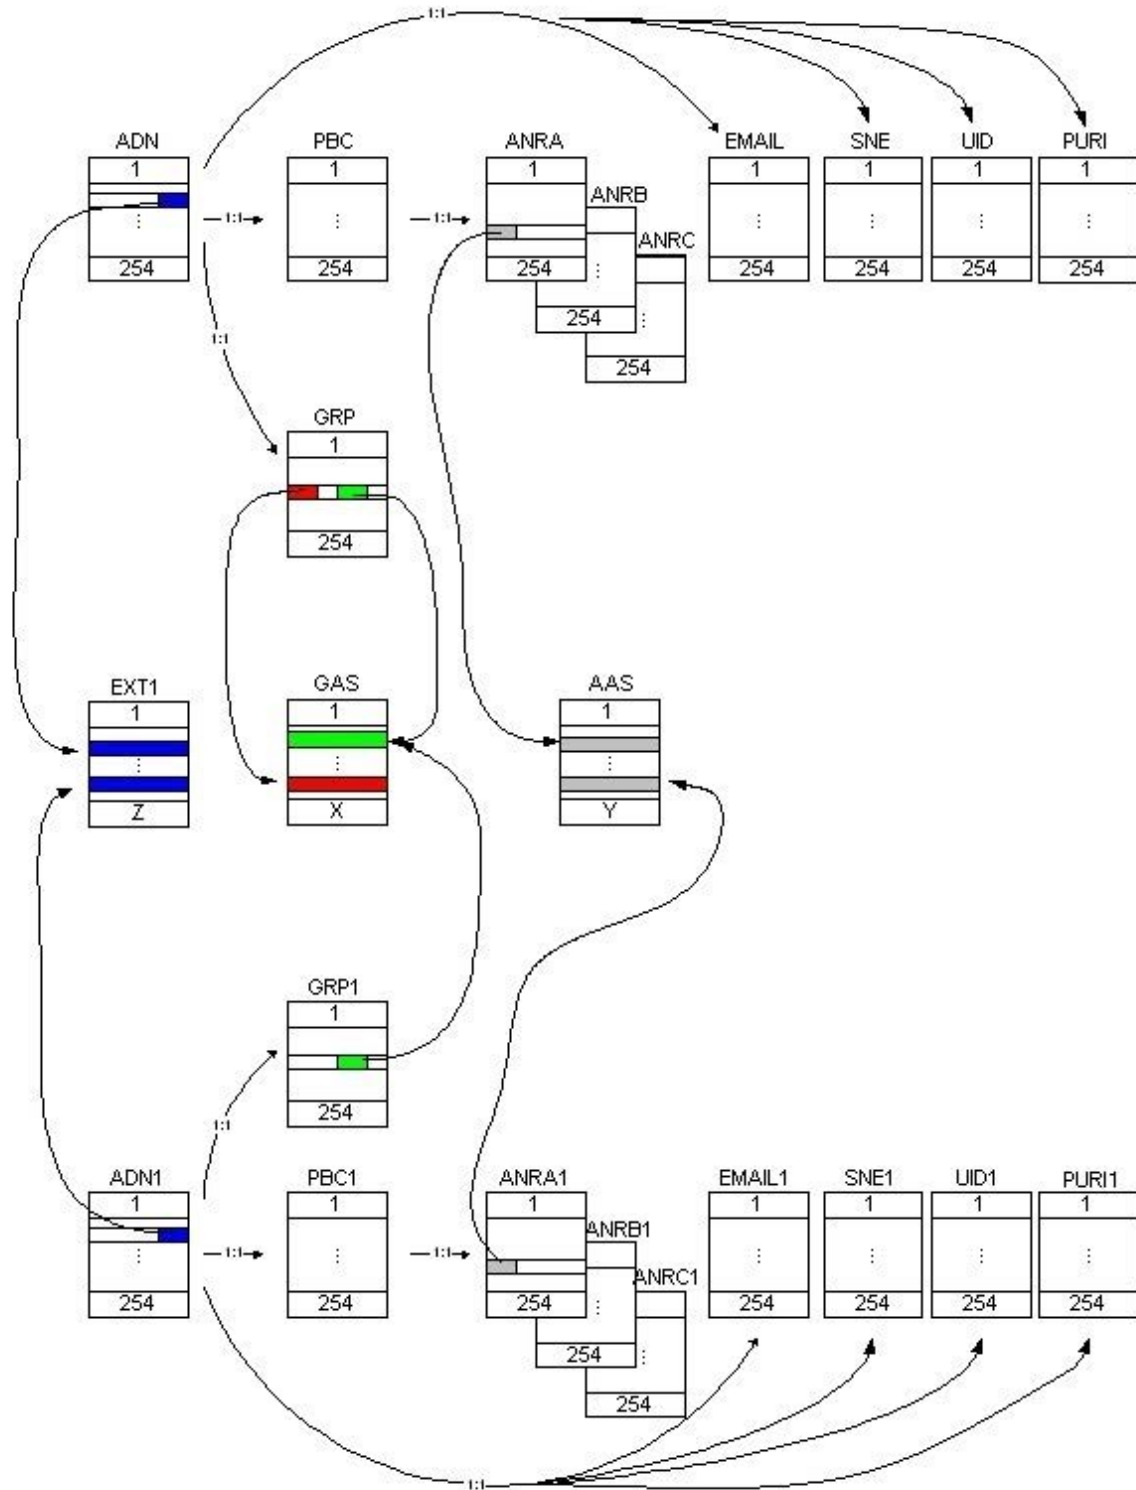 1:1
ADN PBC ANRA EMAIL SNE UID PURI
1 1 1 1 1 1 1
ANRB
1:1 1:1
⋮ ⋮ ⋮ ⋮ ⋮ ⋮
ANRC
254 254 254 254 254 254 254
⋮
254
⋮
1:1
254
GRP
1
254
EXT1 GAS AAS
1 1 1
⋮ ⋮ ⋮
Z X Y
GRP1
1
254
1:1
ADN1 PBC1 ANRA1 EMAIL1 SNE1 UID1 PURI1
1 1 1 1 1 1 1
ANRB1
1:1 1:1
⋮ ⋮ ⋮ ⋮ ⋮ ⋮
ANRC1
254 254 254 254 254 254 254
⋮
254
⋮
254
1:1